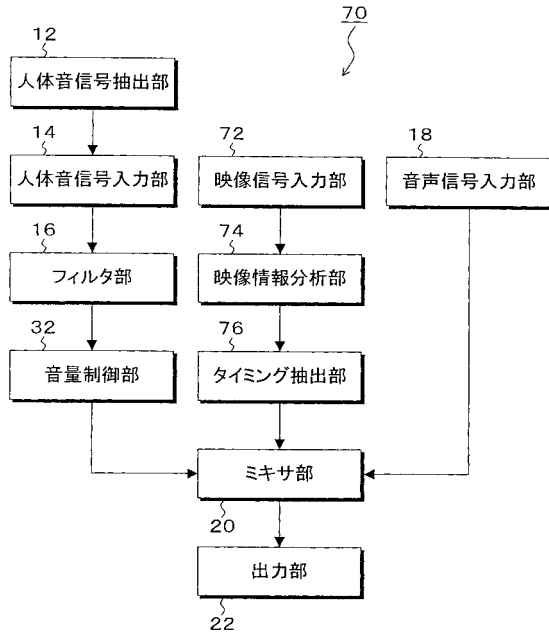 70
12
人体音信号抽出部
14
人体音信号入力部
72
映像信号入力部
18
音声信号入力部
16
フィルタ部
74
映像情報分析部
32
音量制御部
76
タイミング抽出部
ミキサ部
20
出力部
22